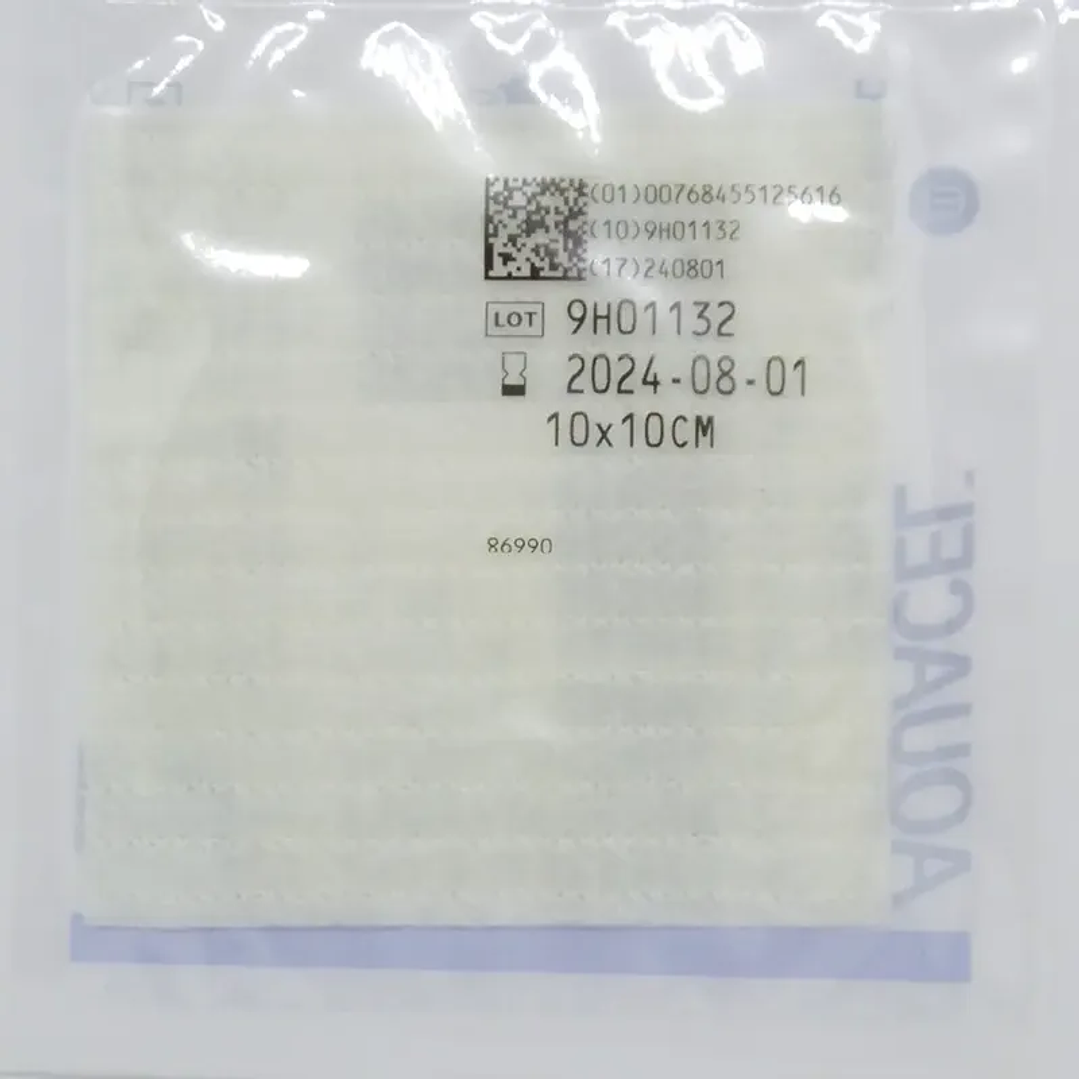 (01)00768455125616
(10)9H01132
(17)240801
LOT 9H01132
2024-08-01
10x10CM
86990
AQUACEL